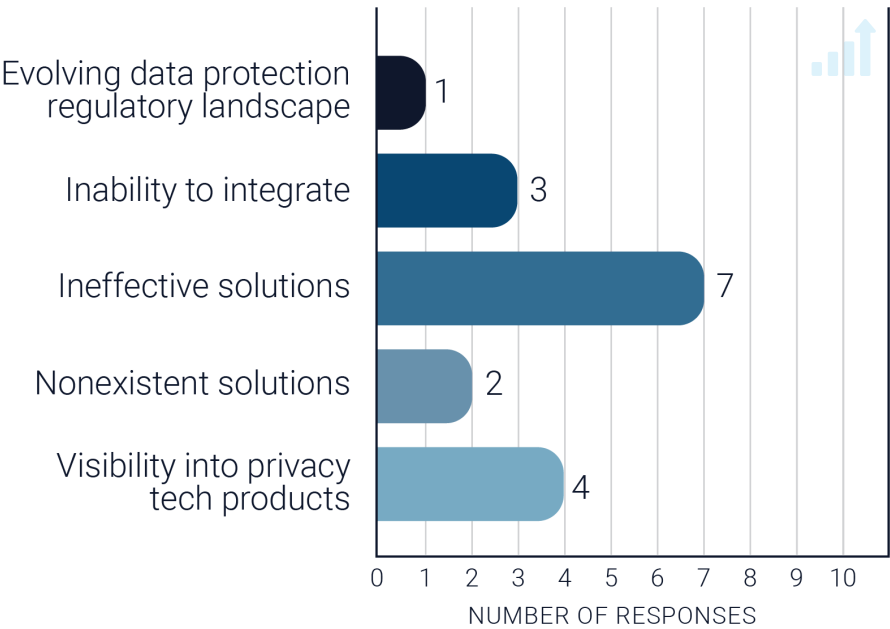 Evolving data protection
regulatory landscape
1
Inability to integrate
3
Ineffective solutions
7
Nonexistent solutions
2
Visibility into privacy
tech products
4
0 1 2 3 4 5 6 7 8 9 10
NUMBER OF RESPONSES